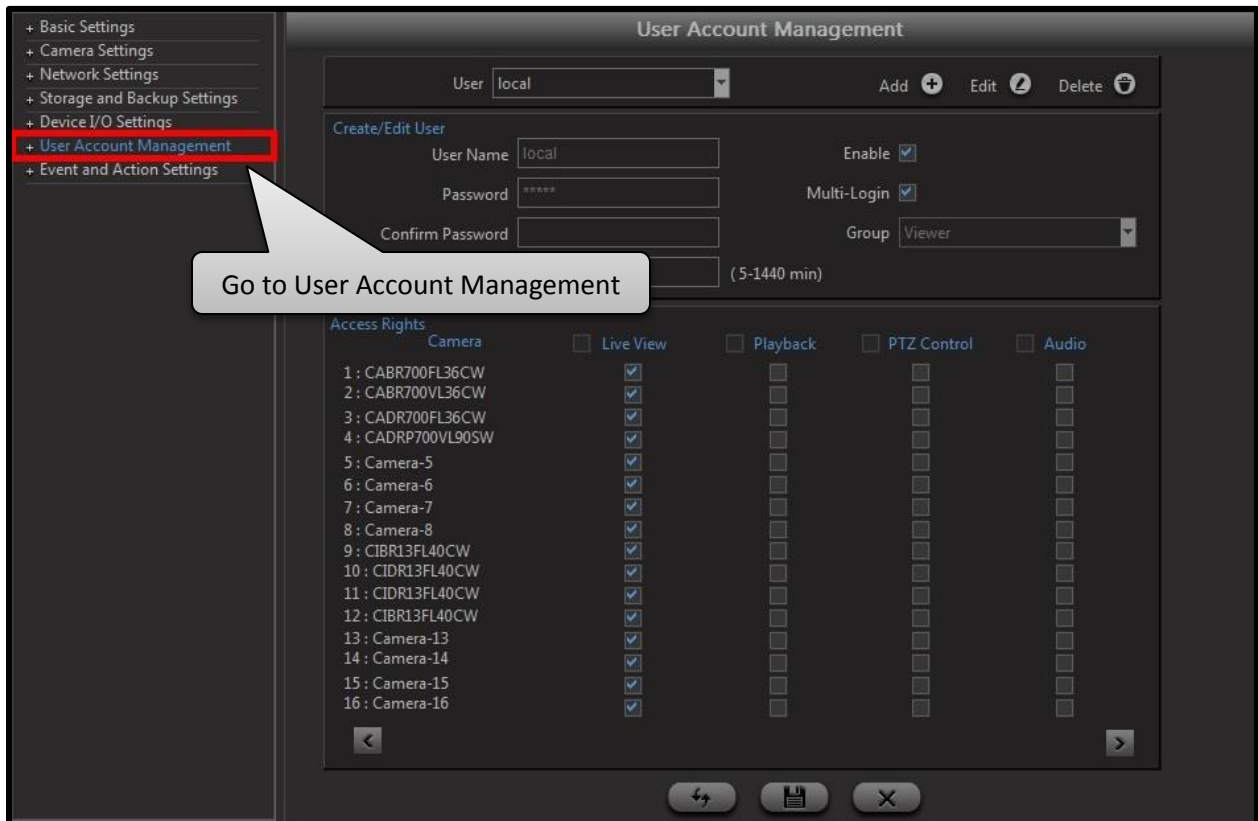 + Basic Settings
+ Camera Settings
+ Network Settings
+ Storage and Backup Settings
+ Device I/O Settings
+ User Account Management
+ Event and Action Settings
User Account Management
User local Add Edit Delete
Create/Edit User
User Name local Enable
Password ***** Multi-Login
Confirm Password Group Viewer
(5-1440 min)
Go to User Account Management
Access Rights
Camera Live View Playback PTZ Control Audio
1 : CABR700FL36CW
2 : CABR700VL36CW
3 : CADR700FL36CW
4 : CADRP700VL90SW
5 : Camera-5
6 : Camera-6
7 : Camera-7
8 : Camera-8
9 : CIBR13FL40CW
10 : CIDR13FL40CW
11 : CIDR13FL40CW
12 : CIBR13FL40CW
13 : Camera-13
14 : Camera-14
15 : Camera-15
16 : Camera-16